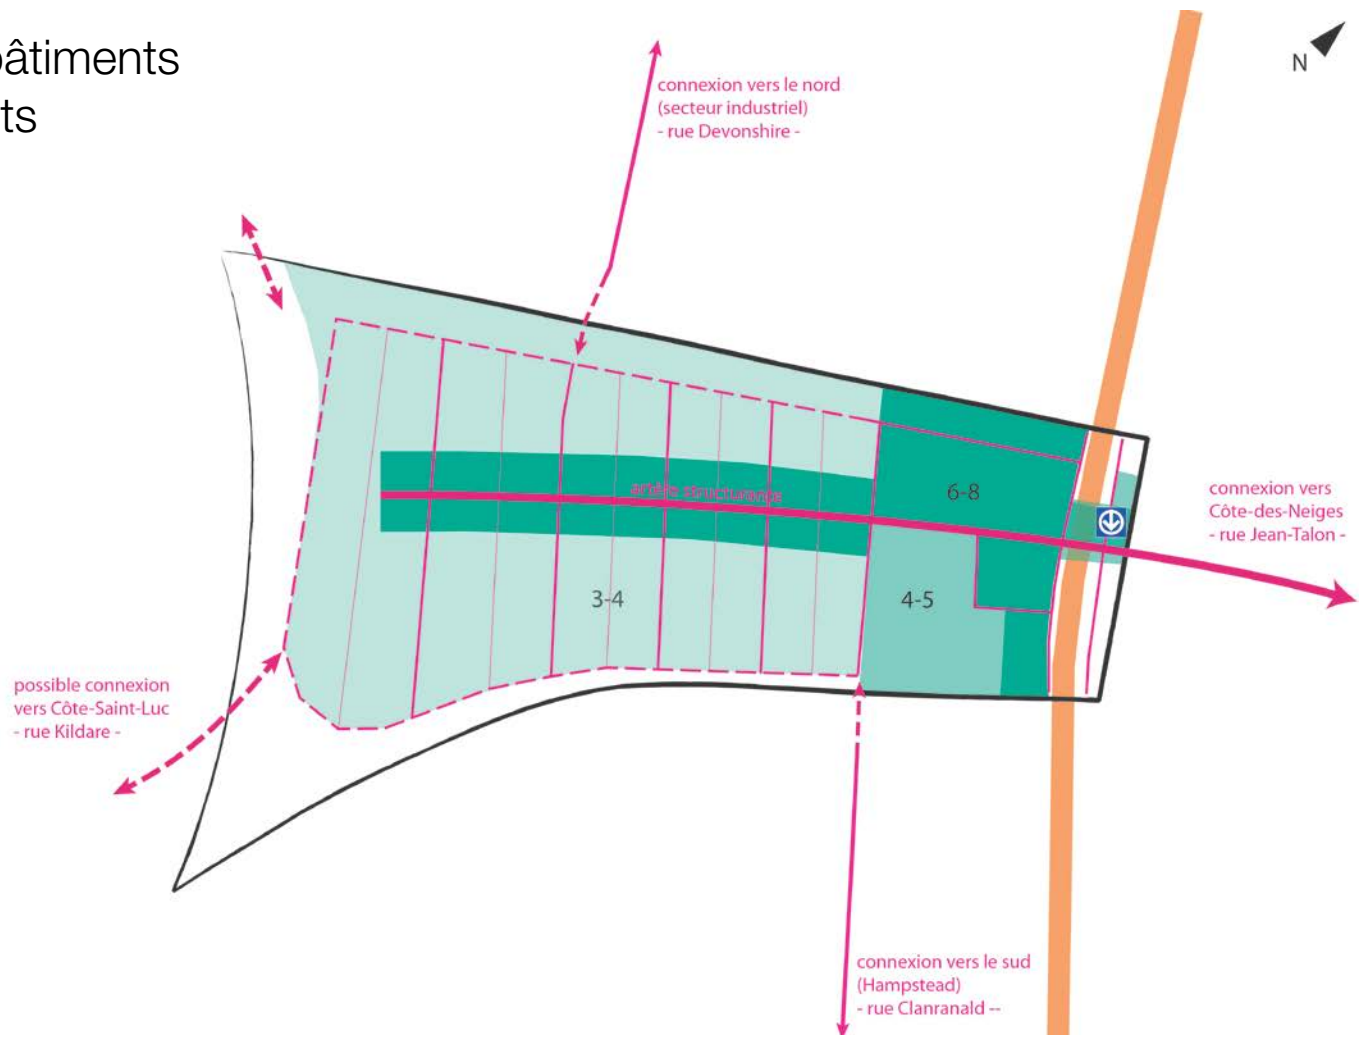 bâtiments
ts
N
connexion vers le nord
(secteur industriel)
- rue Devonshire -
artère structurante
6-8
connexion vers
Côte-des-Neiges
- rue Jean-Talon -
3-4
4-5
possible connexion
vers Côte-Saint-Luc
- rue Kildare -
connexion vers le sud
(Hampstead)
- rue Clanranald --